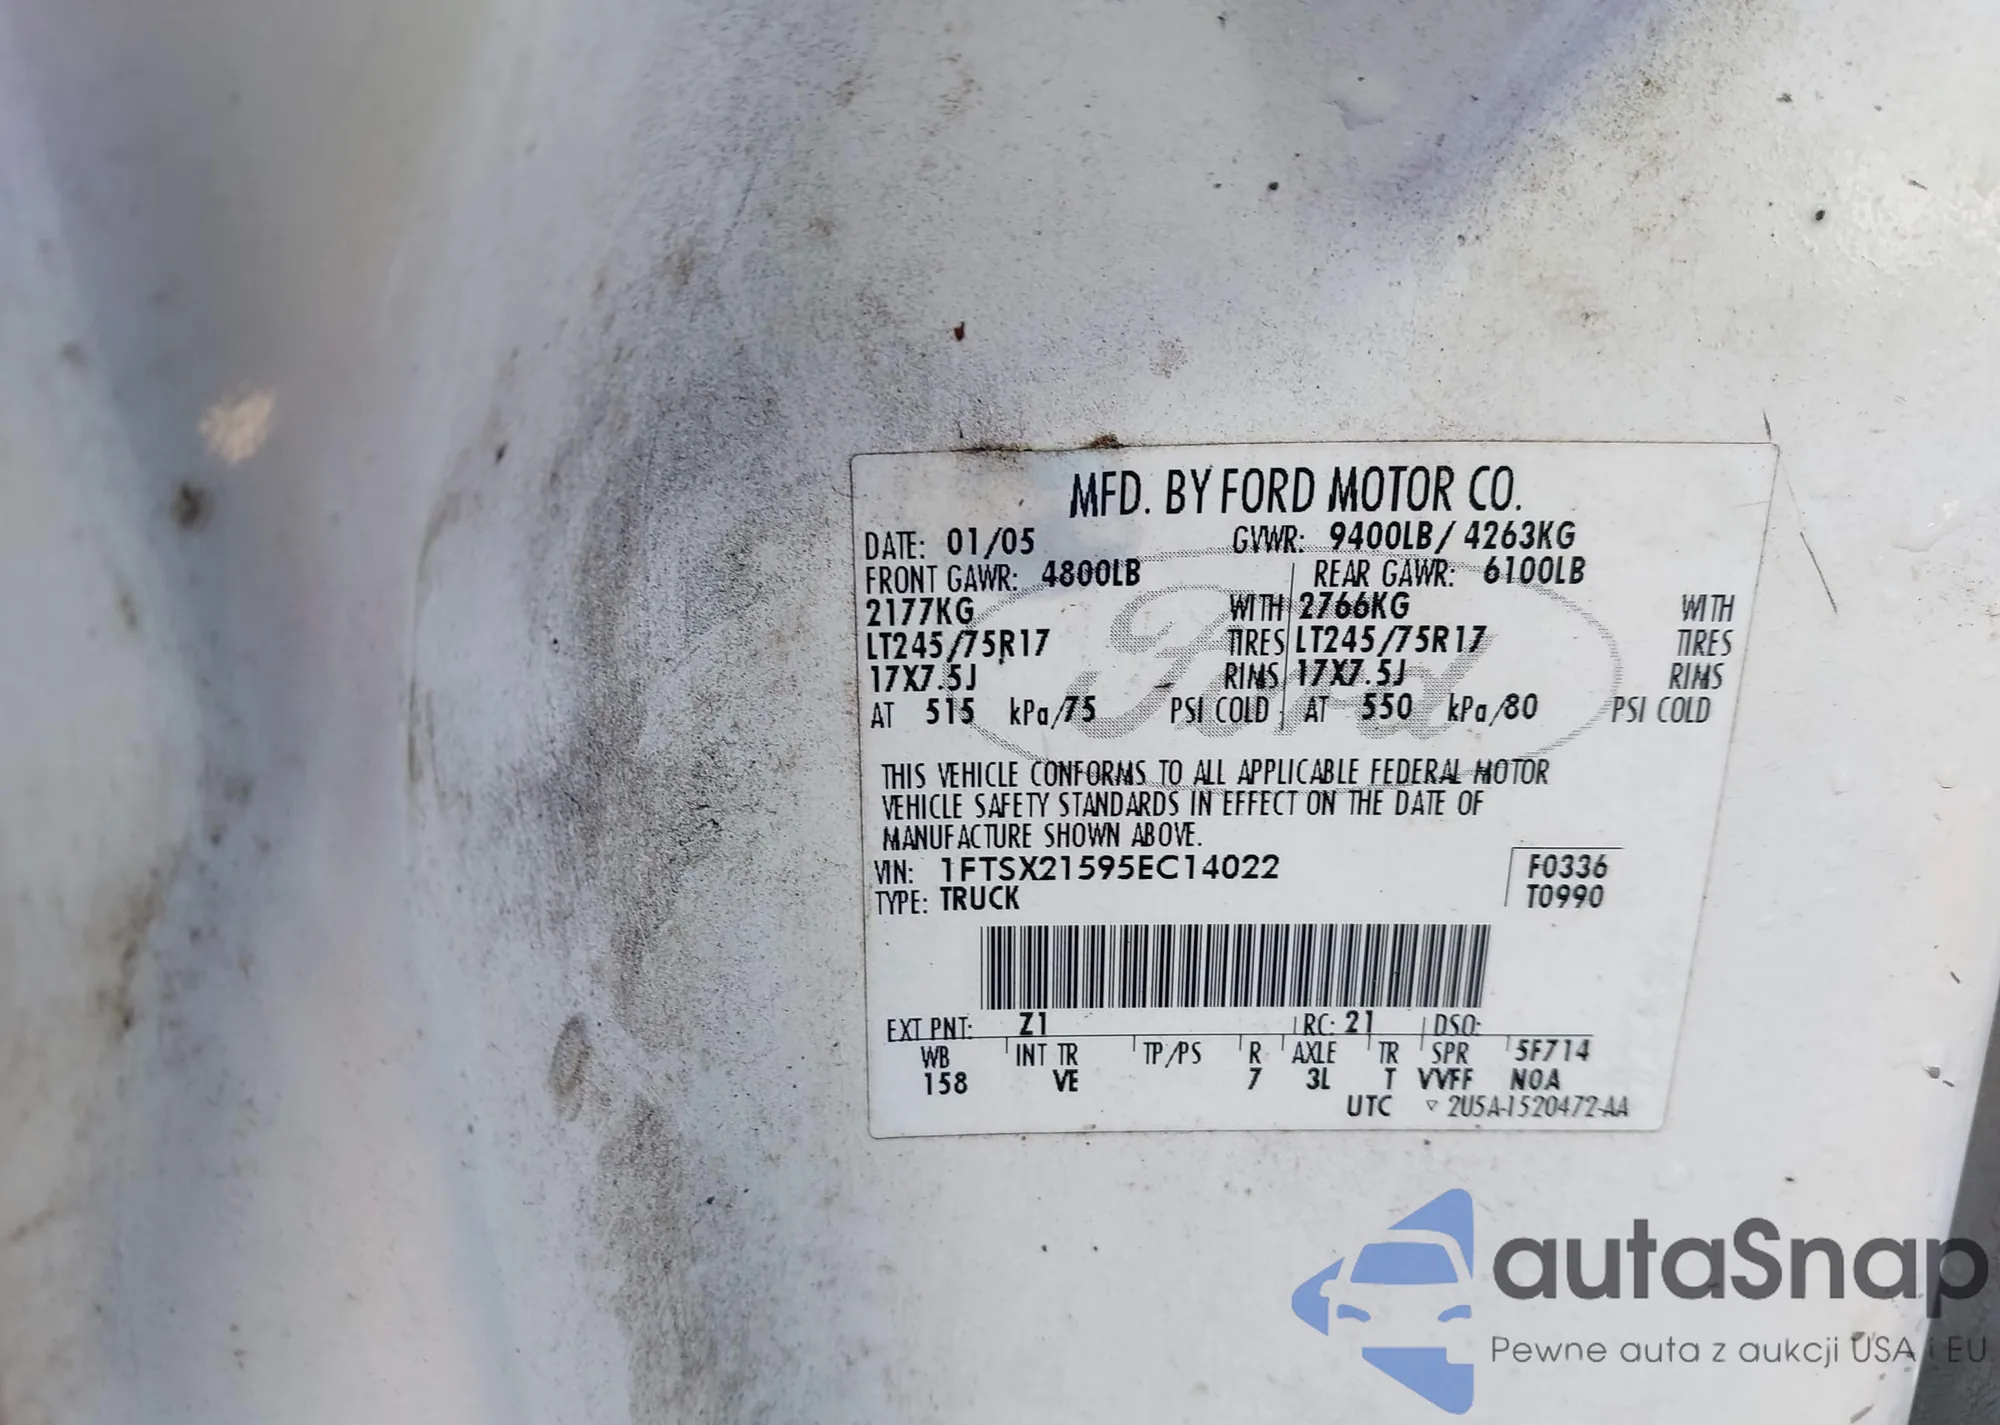 MFD. BY FORD MOTOR CO.
DATE: 01/05 GVWR: 9400LB/ 4263KG
FRONT GAWR: 4800LB REAR GAWR: 6100LB
2177KG WITH 2766KG WITH
LT245/75R17 TIRES LT245/75R17 TIRES
17X7.5J RIMS 17X7.5J RIMS
AT 515 kPa/75 PSI COLD AT 550 kPa/80 PSI COLD
Ford
THIS VEHICLE CONFORMS TO ALL APPLICABLE FEDERAL MOTOR
VEHICLE SAFETY STANDARDS IN EFFECT ON THE DATE OF
MANUFACTURE SHOWN ABOVE.
VIN: 1FTSX21595EC14022 F0336
TYPE: TRUCK T0990
EXT PNT: Z1 RC: 21 DSO:
WB INT TR TP/PS R AXLE TR SPR 5F714
158 VE 7 3L T VVFF NOA
UTC ▽ 2U5A-1520472-AA
autaSnap
Pewne auta z aukcji USA i EU